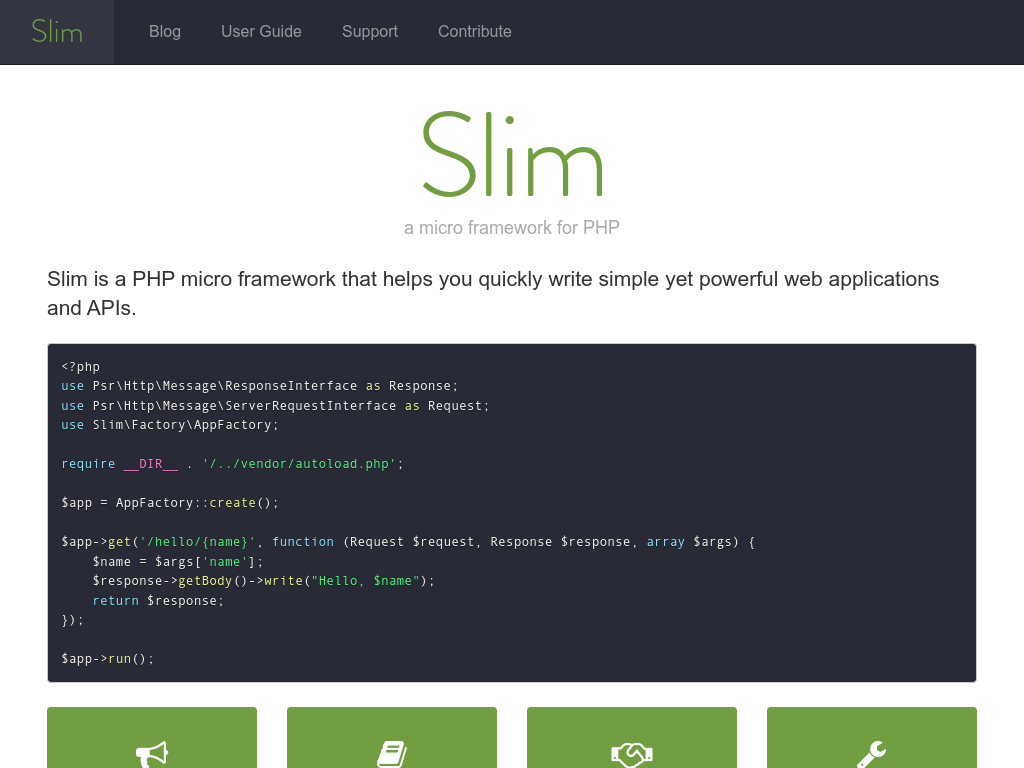 Slim
Blog
User Guide
Support
Contribute
Slim
a micro framework for PHP
Slim is a PHP micro framework that helps you quickly write simple yet powerful web applications
and APIs.
<?php
use Psr\Http\Message\ResponseInterface as Response;
use Psr\Http\Message\ServerRequestInterface as Request;
use Slim\Factory\AppFactory;

require __DIR__ . '/../vendor/autoload.php';

$app = AppFactory::create();

$app->get('/hello/{name}', function (Request $request, Response $response, array $args) {
    $name = $args['name'];
    $response->getBody()->write("Hello, $name");
    return $response;
});

$app->run();